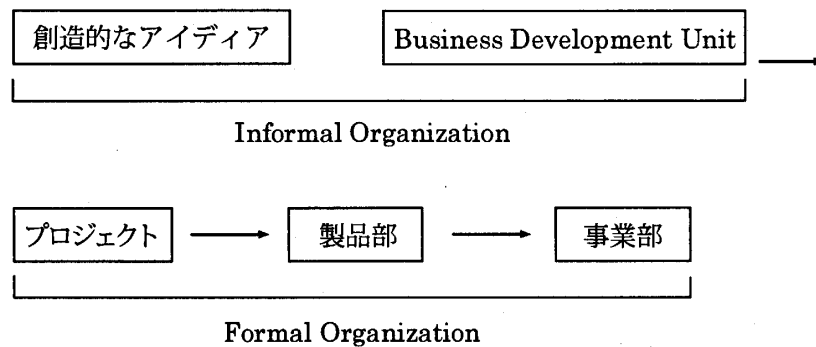 創造的なアイディア
Business Development Unit
Informal Organization
プロジェクト
製品部
事業部
Formal Organization